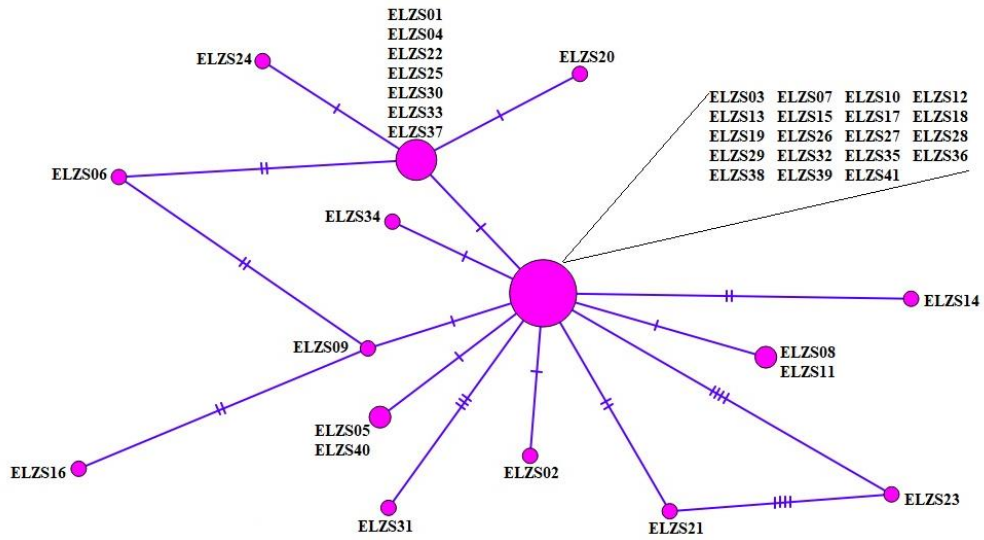 ELZS01
ELZS04
ELZS22
ELZS25
ELZS30
ELZS33
ELZS37
ELZS24
ELZS20
ELZS03 ELZS07 ELZS10 ELZS12
ELZS13 ELZS15 ELZS17 ELZS18
ELZS19 ELZS26 ELZS27 ELZS28
ELZS29 ELZS32 ELZS35 ELZS36
ELZS38 ELZS39 ELZS41
ELZS06
ELZS34
ELZS14
ELZS09
ELZS08
ELZS11
ELZS05
ELZS40
ELZS16
ELZS02
ELZS31
ELZS21
ELZS23